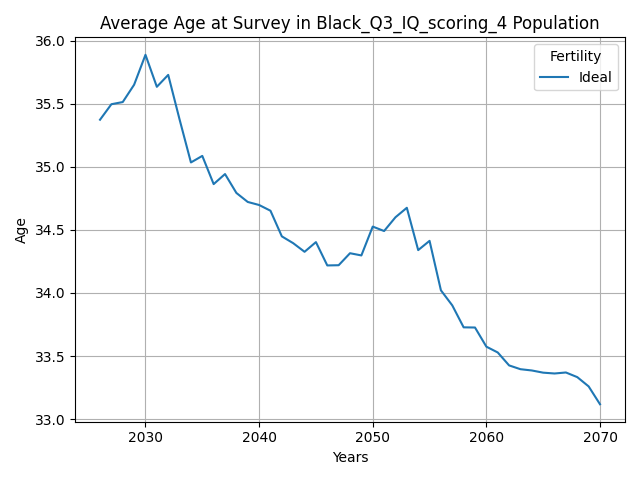 Average Age at Survey in Black_Q3_IQ_scoring_4 Population
Fertility
Ideal
Age
36.0
35.5
35.0
34.5
34.0
33.5
33.0
2030 2040 2050 2060 2070
Years